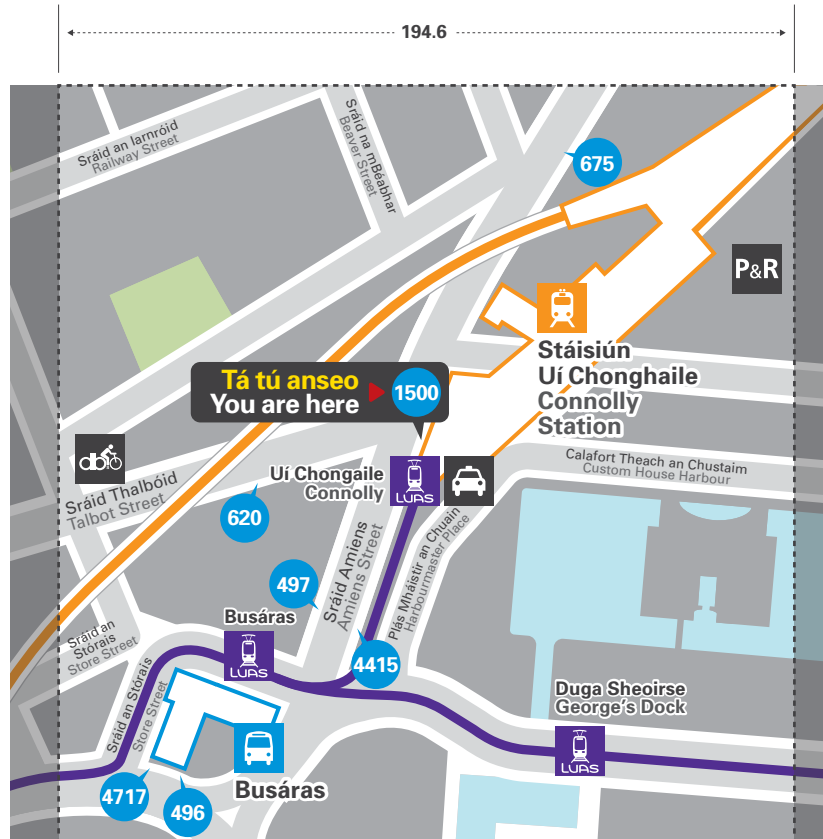 194.6
Sráid an Iarnróid
Railway Street
Sráid na mBéabhar
Beaver Street
675
P&R
Stáisiún
Uí Chonghaile
Connolly
Station
Tá tú anseo
You are here
1500
db
Uí Chongaile
Connolly
LUAS
Calafort Theach an Chustaim
Custom House Harbour
Sráid Thalbóid
Talbot Street
620
497
Sráid Amiens
Amiens Street
Plás Mháistir an Chuain
Harbourmaster Place
Sráid an
Stórais
Store Street
Busáras
LUAS
4415
Sráid an Stórais
Store Street
Duga Sheoirse
George's Dock
LUAS
Busáras
4717
496